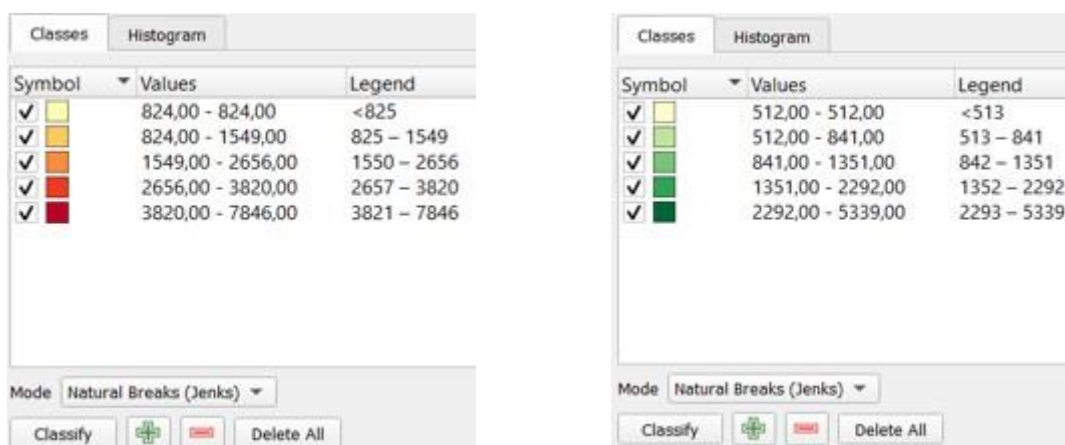 Classes Histogram
Symbol Values Legend
824,00 - 824,00 <825
824,00 - 1549,00 825 – 1549
1549,00 - 2656,00 1550 – 2656
2656,00 - 3820,00 2657 – 3820
3820,00 - 7846,00 3821 – 7846
Mode Natural Breaks (Jenks)
Classify Delete All
Classes Histogram
Symbol Values Legend
512,00 - 512,00 <513
512,00 - 841,00 513 – 841
841,00 - 1351,00 842 – 1351
1351,00 - 2292,00 1352 – 2292
2292,00 - 5339,00 2293 – 5339
Mode Natural Breaks (Jenks)
Classify Delete All